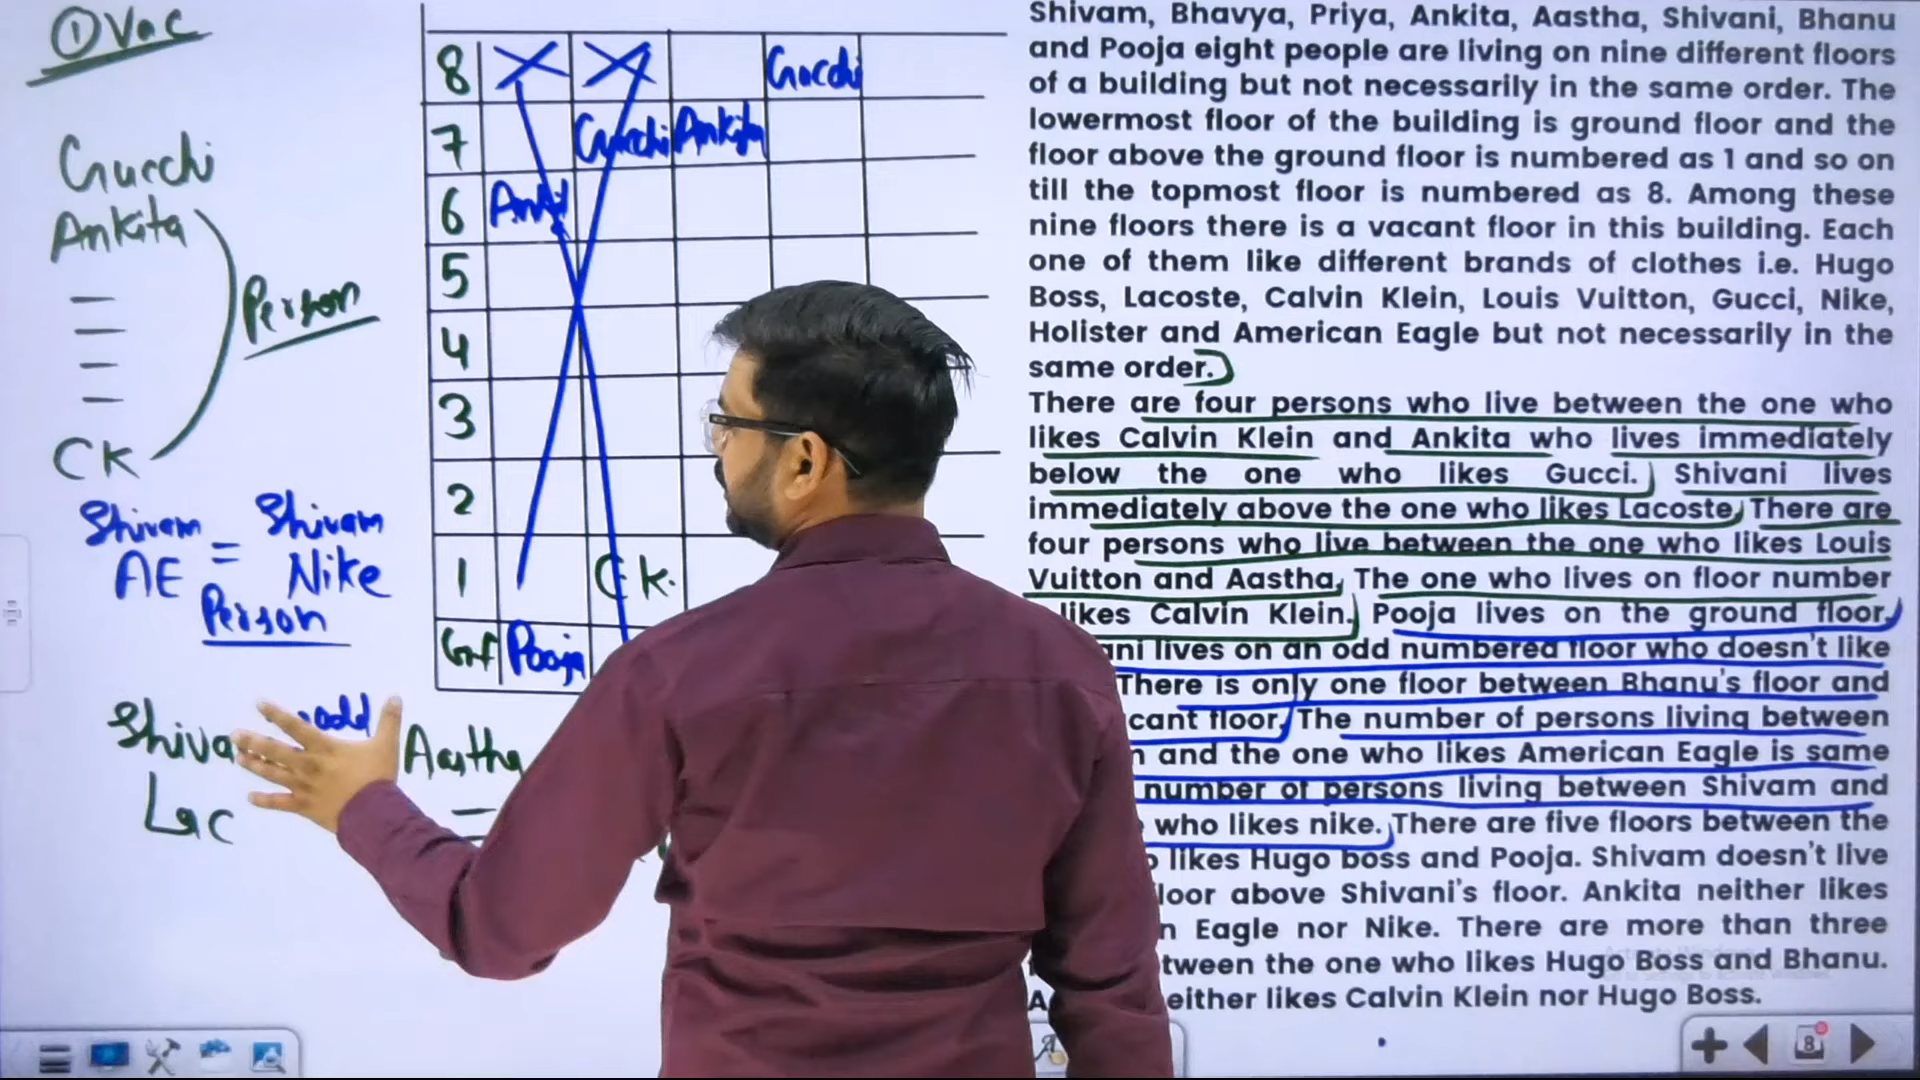 ① Vac
Gucchi
Ankita
Person
CK
Shivam = Shivam
AE Nike
Person
odd
Shiva
Lac
Aastha
8 Gucchi
7 Gucchi Ankita
6 Anki
5
4
3
2
1 CK.
Grf Pooja
Shivam, Bhavya, Priya, Ankita, Aastha, Shivani, Bhanu
and Pooja eight people are living on nine different floors
of a building but not necessarily in the same order. The
lowermost floor of the building is ground floor and the
floor above the ground floor is numbered as 1 and so on
till the topmost floor is numbered as 8. Among these
nine floors there is a vacant floor in this building. Each
one of them like different brands of clothes i.e. Hugo
Boss, Lacoste, Calvin Klein, Louis Vuitton, Gucci, Nike,
Holister and American Eagle but not necessarily in the
same order.
There are four persons who live between the one who
likes Calvin Klein and Ankita who lives immediately
below the one who likes Gucci. Shivani lives
immediately above the one who likes Lacoste. There are
four persons who live between the one who likes Louis
Vuitton and Aastha. The one who lives on floor number
likes Calvin Klein. Pooja lives on the ground floor.
ani lives on an odd numbered floor who doesn't like
There is only one floor between Bhanu's floor and
cant floor. The number of persons living between
and the one who likes American Eagle is same
number of persons living between Shivam and
who likes nike. There are five floors between the
likes Hugo boss and Pooja. Shivam doesn't live
loor above Shivani's floor. Ankita neither likes
n Eagle nor Nike. There are more than three
tween the one who likes Hugo Boss and Bhanu.
A either likes Calvin Klein nor Hugo Boss.
8